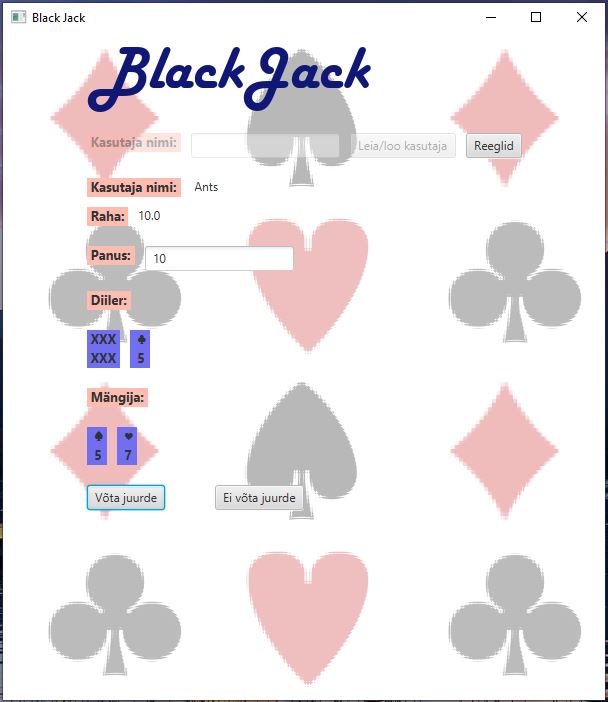 Black Jack
BlackJack
Kasutaja nimi: Leia/loo kasutaja Reeglid
Kasutaja nimi: Ants
Raha: 10.0
Panus: 10
Diiler:
XXX ♣
XXX 5
Mängija:
♠ ♥
5 7
Võta juurde Ei võta juurde